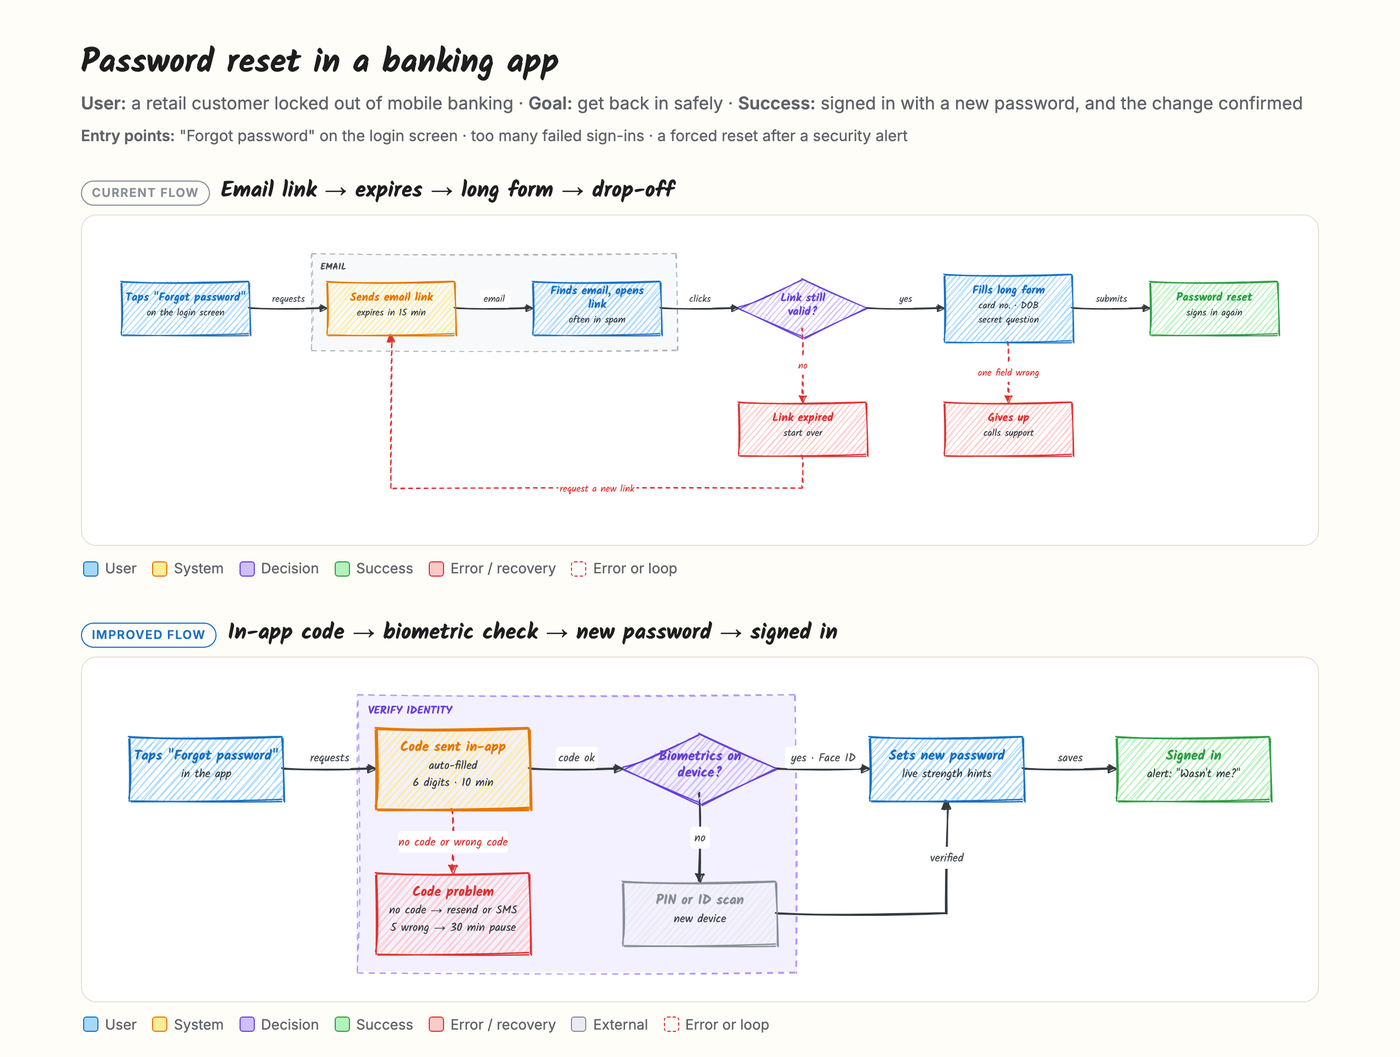 Password reset in a banking app
User: a retail customer locked out of mobile banking · Goal: get back in safely · Success: signed in with a new password, and the change confirmed
Entry points: "Forgot password" on the login screen · too many failed sign-ins · a forced reset after a security alert
CURRENT FLOW Email link → expires → long form → drop-off
EMAIL
Taps "Forgot password"
on the login screen
requests
Sends email link
expires in 15 min
email
Finds email, opens
link
often in spam
clicks
Link still
valid?
yes
Fills long form
card no. · DOB
secret question
submits
Password reset
signs in again
no
one field wrong
Link expired
start over
Gives up
calls support
request a new link
User
System
Decision
Success
Error / recovery
Error or loop
IMPROVED FLOW In-app code → biometric check → new password → signed in
VERIFY IDENTITY
Taps "Forgot password"
in the app
requests
Code sent in-app
auto-filled
6 digits · 10 min
code ok
Biometrics on
device?
yes · Face ID
Sets new password
live strength hints
saves
Signed in
alert: "Wasn't me?"
no code or wrong code
no
verified
Code problem
no code → resend or SMS
5 wrong → 30 min pause
PIN or ID scan
new device
User
System
Decision
Success
Error / recovery
External
Error or loop